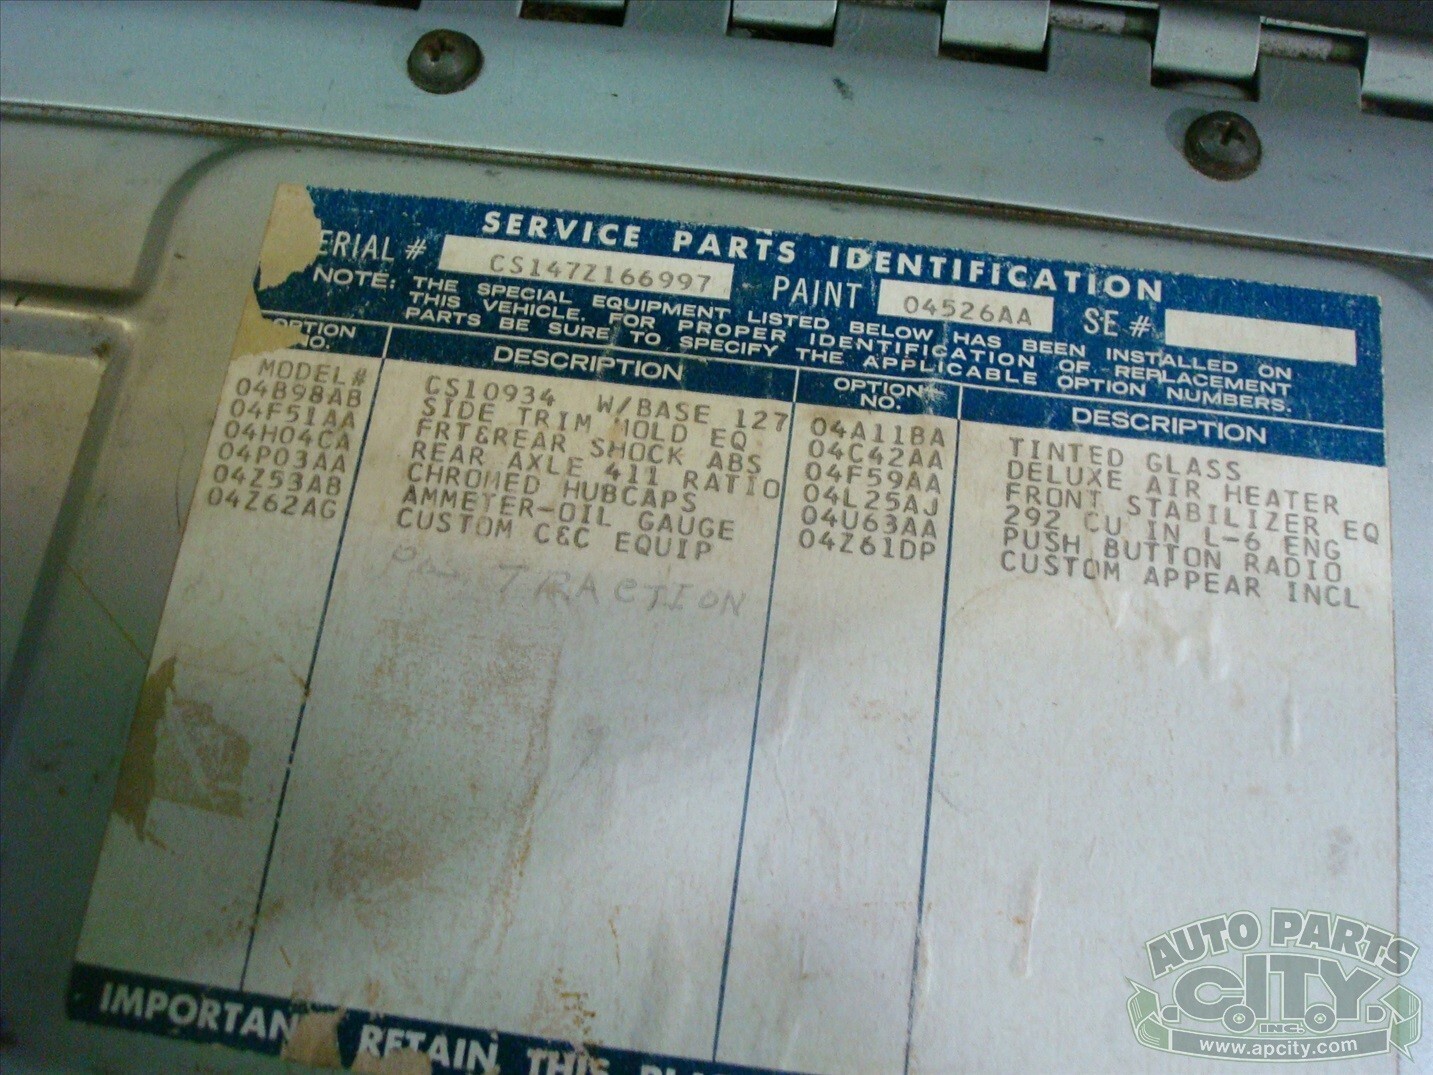 SERVICE PARTS IDENTIFICATION
ERIAL # CS147Z166997 PAINT 04526AA SE #
NOTE: THE SPECIAL EQUIPMENT LISTED BELOW HAS BEEN INSTALLED ON
THIS VEHICLE. FOR PROPER IDENTIFICATION OF REPLACEMENT
PARTS BE SURE TO SPECIFY THE APPLICABLE OPTION NUMBERS.
OPTION NO. DESCRIPTION OPTION NO. DESCRIPTION
MODEL# CS10934 W/BASE 127 04A11BA TINTED GLASS
04B98AB SIDE TRIM MOLD EQ 04C42AA DELUXE AIR HEATER
04F51AA FRT&REAR SHOCK ABS 04F59AA FRONT STABILIZER EQ
04H04CA REAR AXLE 411 RATIO 04L25AJ 292 CU IN L-6 ENG
04P03AA CHROMED HUBCAPS 04U63AA PUSH BUTTON RADIO
04Z53AB AMMETER-OIL GAUGE 04Z61DP CUSTOM APPEAR INCL
04Z62AG CUSTOM C&C EQUIP
TRACTION
IMPORTAN RETAIN THIS
AUTO PARTS
CITY
INC.
www.apcity.com